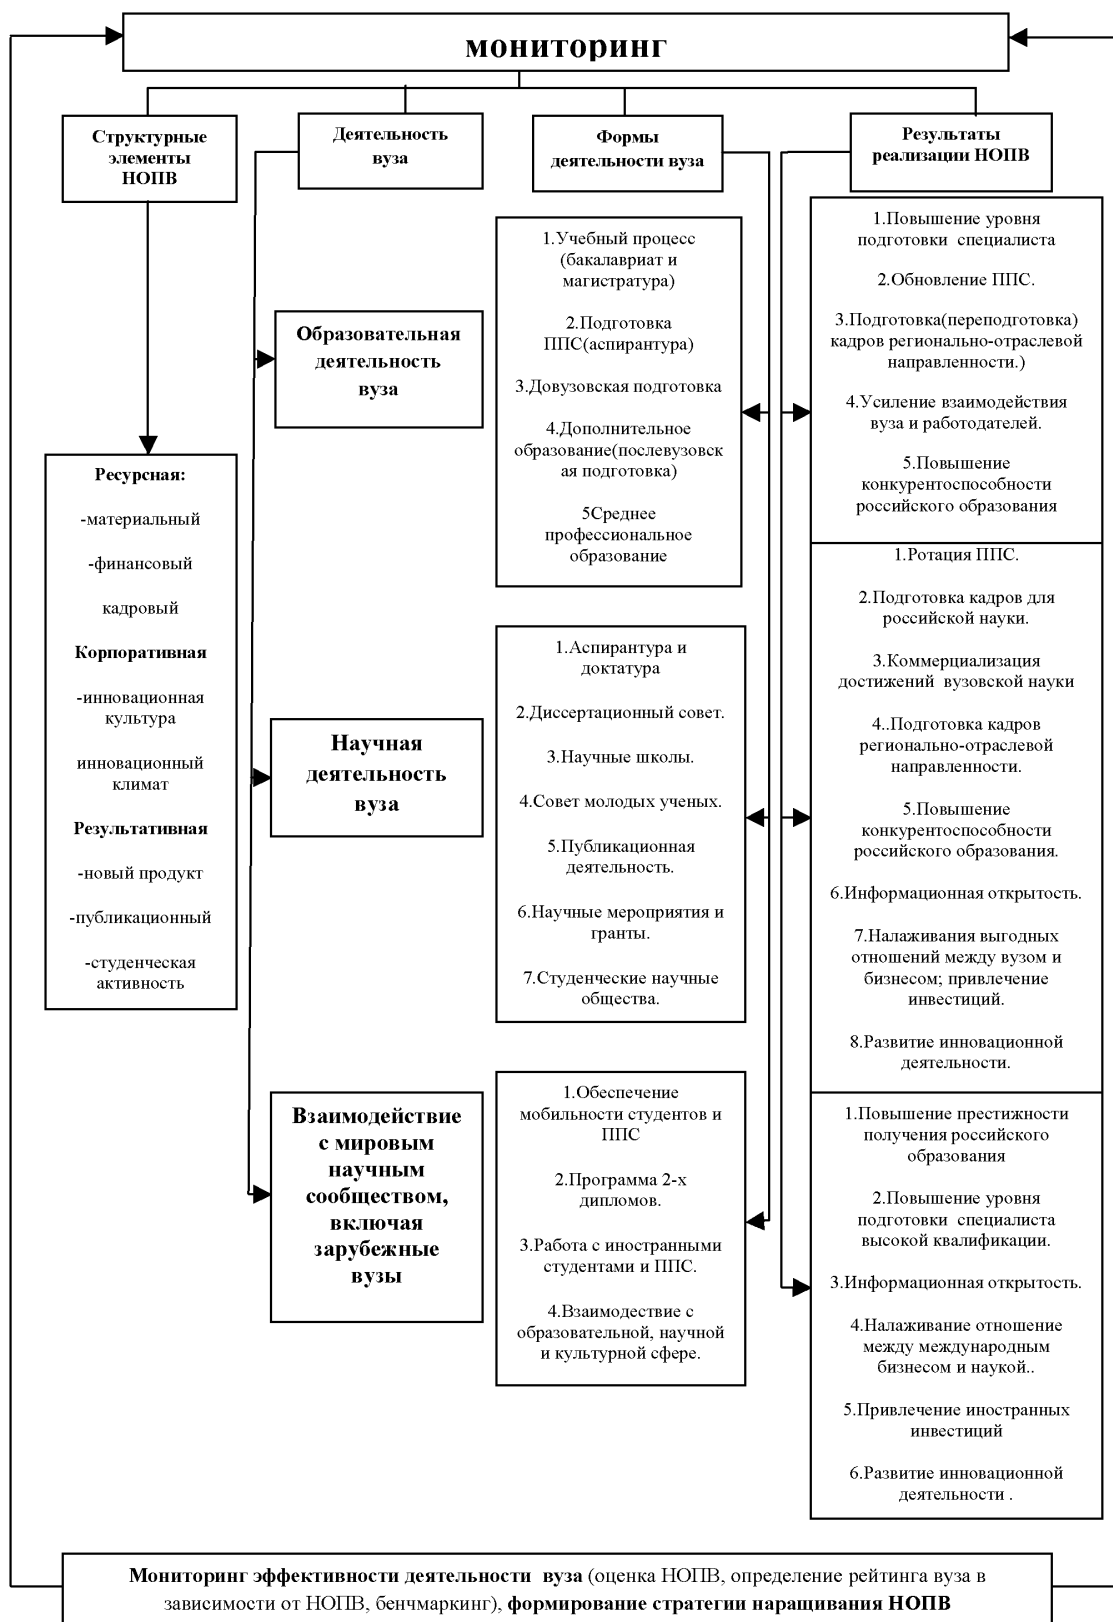 мониторинг
Структурные
элементы
НОПВ
Деятельность
вуза
Формы
деятельности вуза
Результаты
реализации НОПВ
Ресурсная:
-материальный
-финансовый
кадровый
Корпоративная
-инновационная
культура
инновационный
климат
Результативная
-новый продукт
-публикационный
-студенческая
активность
Образовательная
деятельность
вуза
Научная
деятельность
вуза
Взаимодействие
с мировым
научным
сообществом,
включая
зарубежные
вузы
1.Учебный процесс
(бакалавриат и
магистратура)
2.Подготовка
ППС(аспирантура)
3.Довузовская подготовка
4.Дополнительное
образование(послевузовск
ая подготовка)
5Среднее
профессиональное
образование
1.Аспирантура и
доктатура
2.Диссертационный совет.
3.Научные школы.
4.Совет молодых ученых.
5.Публикационная
деятельность.
6.Научные мероприятия и
гранты.
7.Студенческие научные
общества.
1.Обеспечение
мобильности студентов и
ППС
2.Программа 2-х
дипломов.
3.Работа с иностранными
студентами и ППС.
4.Взаимодествие с
образовательной, научной
и культурной сфере.
1.Повышение уровня
подготовки специалиста
2.Обновление ППС.
3.Подготовка(переподготовка)
кадров регионально-отраслевой
направленности.)
4.Усиление взаимодействия
вуза и работодателей.
5.Повышение
конкурентоспособности
российского образования
1.Ротация ППС.
2.Подготовка кадров для
российской науки.
3.Коммерциализация
достижений вузовской науки
4..Подготовка кадров
регионально-отраслевой
направленности.
5.Повышение
конкурентоспособности
российского образования.
6.Информационная открытость.
7.Налаживания выгодных
отношений между вузом и
бизнесом; привлечение
инвестиций.
8.Развитие инновационной
деятельности.
1.Повышение престижности
получения российского
образования
2.Повышение уровня
подготовки специалиста
высокой квалификации.
3.Информационная открытость.
4.Налаживание отношение
между международным
бизнесом и наукой..
5.Привлечение иностранных
инвестиций
6.Развитие инновационной
деятельности .
Мониторинг эффективности деятельности вуза (оценка НОПВ, определение рейтинга вуза в
зависимости от НОПВ, бенчмаркинг), формирование стратегии наращивания НОПВ